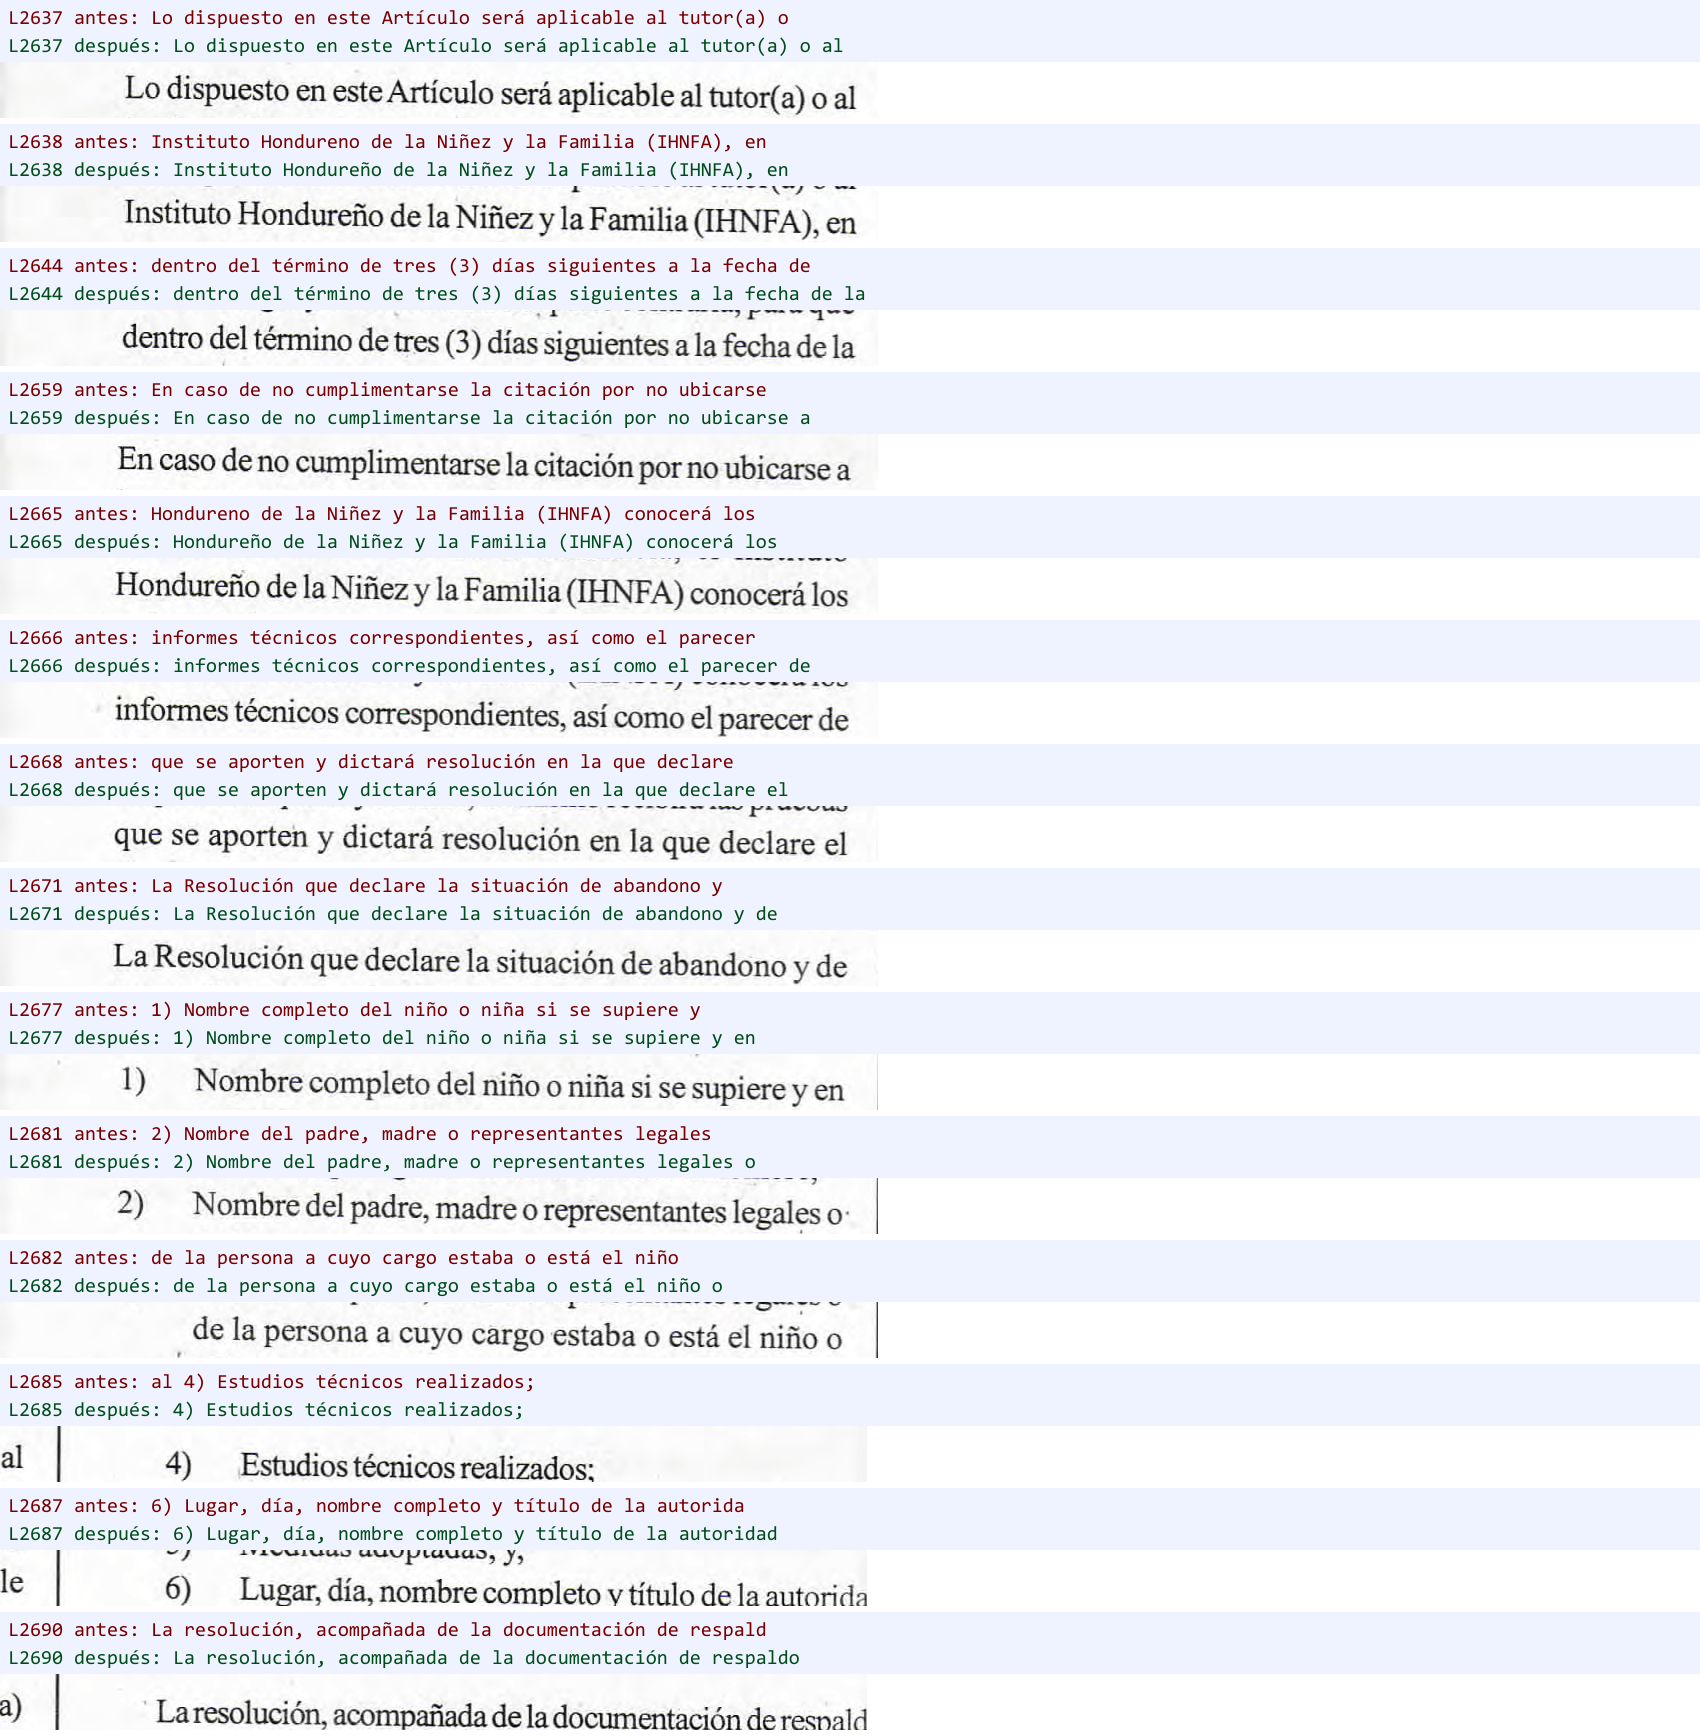 L2637 antes: Lo dispuesto en este Artículo será aplicable al tutor(a) o
L2637 después: Lo dispuesto en este Artículo será aplicable al tutor(a) o al
Lo dispuesto en este Artículo será aplicable al tutor(a) o al
L2638 antes: Instituto Hondureno de la Niñez y la Familia (IHNFA), en
L2638 después: Instituto Hondureño de la Niñez y la Familia (IHNFA), en
Instituto Hondureño de la Niñez y la Familia (IHNFA), en
L2644 antes: dentro del término de tres (3) días siguientes a la fecha de
L2644 después: dentro del término de tres (3) días siguientes a la fecha de la
dentro del término de tres (3) días siguientes a la fecha de la
L2659 antes: En caso de no cumplimentarse la citación por no ubicarse
L2659 después: En caso de no cumplimentarse la citación por no ubicarse a
En caso de no cumplimentarse la citación por no ubicarse a
L2665 antes: Hondureno de la Niñez y la Familia (IHNFA) conocerá los
L2665 después: Hondureño de la Niñez y la Familia (IHNFA) conocerá los
Hondureño de la Niñez y la Familia (IHNFA) conocerá los
L2666 antes: informes técnicos correspondientes, así como el parecer
L2666 después: informes técnicos correspondientes, así como el parecer de
informes técnicos correspondientes, así como el parecer de
L2668 antes: que se aporten y dictará resolución en la que declare
L2668 después: que se aporten y dictará resolución en la que declare el
que se aporten y dictará resolución en la que declare el
L2671 antes: La Resolución que declare la situación de abandono y
L2671 después: La Resolución que declare la situación de abandono y de
La Resolución que declare la situación de abandono y de
L2677 antes: 1) Nombre completo del niño o niña si se supiere y
L2677 después: 1) Nombre completo del niño o niña si se supiere y en
1) Nombre completo del niño o niña si se supiere y en
L2681 antes: 2) Nombre del padre, madre o representantes legales
L2681 después: 2) Nombre del padre, madre o representantes legales o
2) Nombre del padre, madre o representantes legales o
L2682 antes: de la persona a cuyo cargo estaba o está el niño
L2682 después: de la persona a cuyo cargo estaba o está el niño o
de la persona a cuyo cargo estaba o está el niño o
L2685 antes: al 4) Estudios técnicos realizados;
L2685 después: 4) Estudios técnicos realizados;
al 4) Estudios técnicos realizados;
L2687 antes: 6) Lugar, día, nombre completo y título de la autorida
L2687 después: 6) Lugar, día, nombre completo y título de la autoridad
le 6) Lugar, día, nombre completo y título de la autorida
L2690 antes: La resolución, acompañada de la documentación de respald
L2690 después: La resolución, acompañada de la documentación de respaldo
a) La resolución, acompañada de la documentación de respald